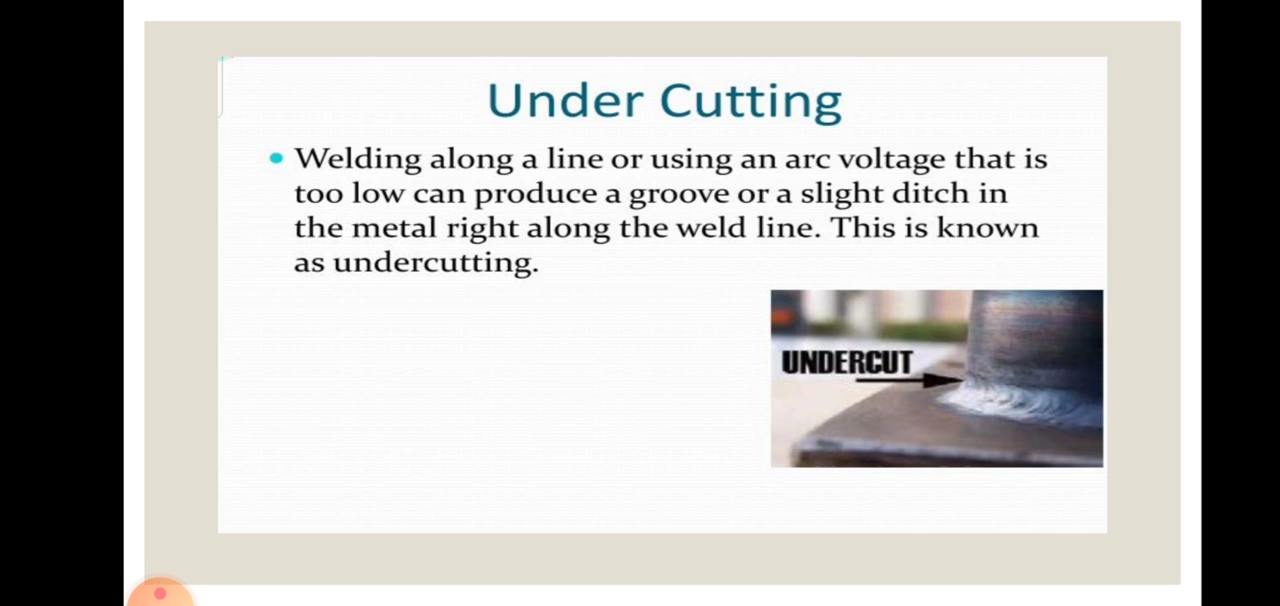 Under Cutting
Welding along a line or using an arc voltage that is
too low can produce a groove or a slight ditch in
the metal right along the weld line. This is known
as undercutting.
UNDERCUT